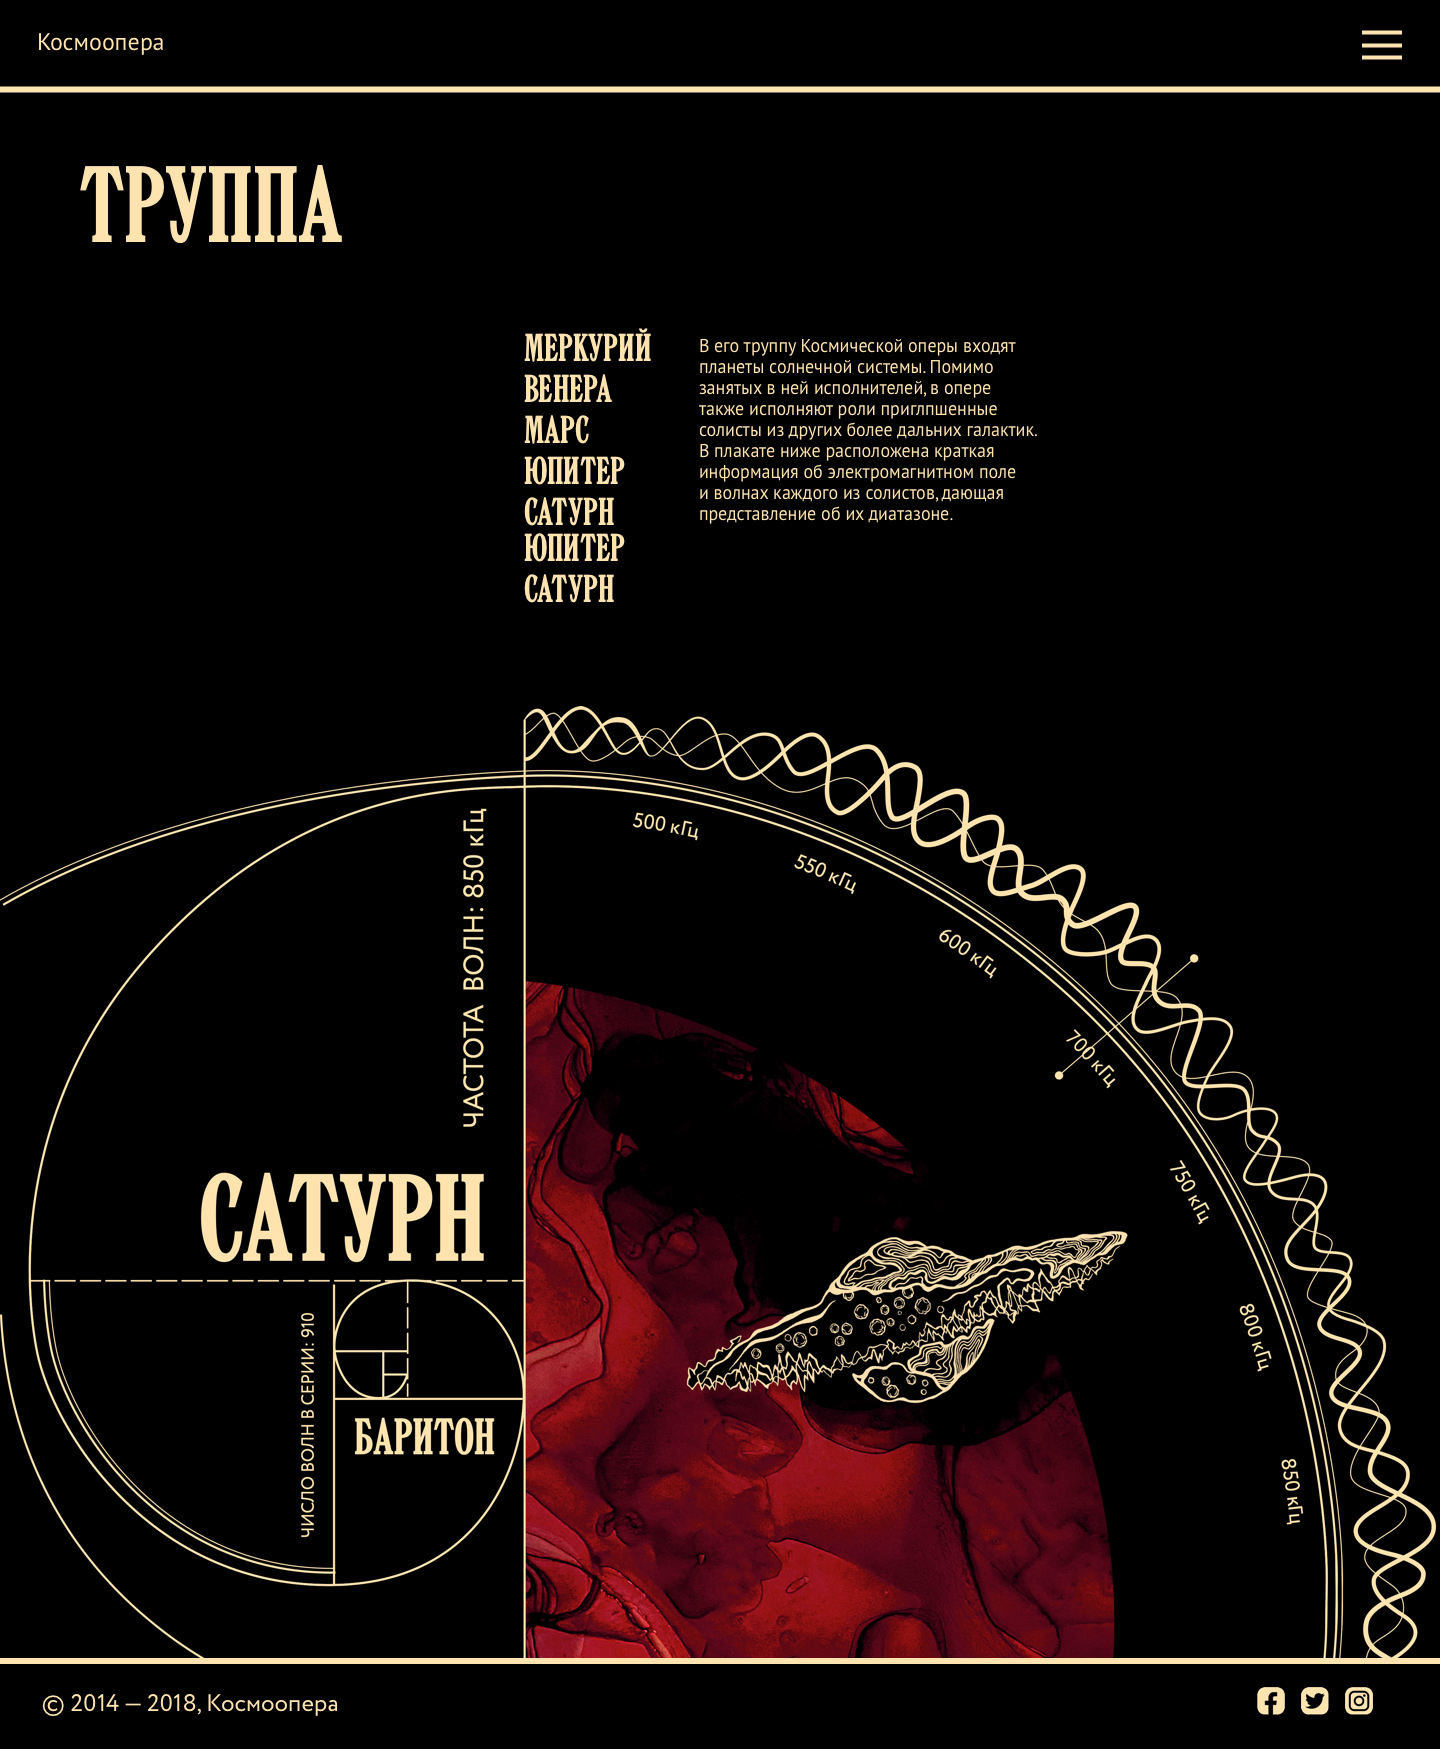 Космоопера
ТРУППА
МЕРКУРИЙ
ВЕНЕРА
МАРС
ЮПИТЕР
САТУРН
ЮПИТЕР
САТУРН
В его труппу Космической оперы входят
планеты солнечной системы. Помимо
занятых в ней исполнителей, в опере
также исполняют роли приглпшенные
солисты из других более дальних галактик.
В плакате ниже расположена краткая
информация об электромагнитном поле
и волнах каждого из солистов, дающая
представление об их диатазоне.
500 кГц
550 кГц
600 кГц
700 кГц
750 кГц
800 кГц
850 кГц
ЧАСТОТА ВОЛН: 850 кГц
САТУРН
ЧИСЛО ВОЛН В СЕРИИ: 910
БАРИТОН
© 2014 — 2018, Космоопера